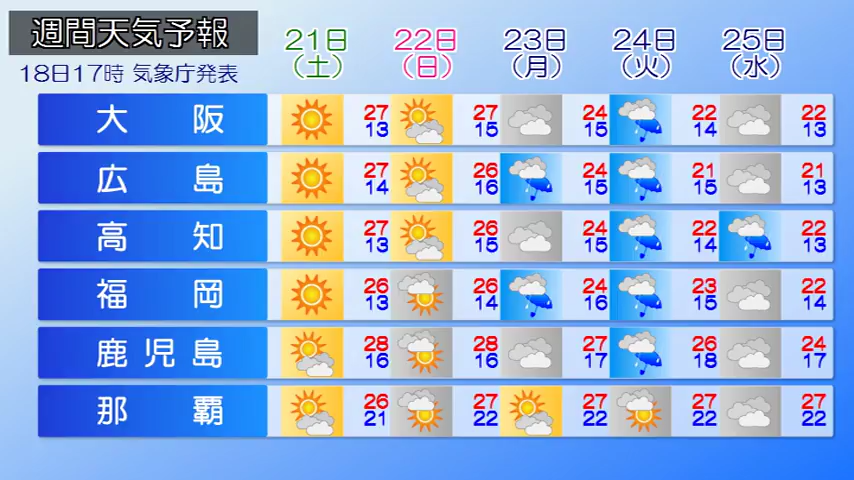 週間天気予報
18日17時 気象庁発表
21日 22日 23日 24日 25日
(土) (日) (月) (火) (水)
大阪 27 13 27 15 24 15 22 14 22 13
広島 27 14 26 16 24 15 21 15 21 13
高知 27 13 26 15 24 15 22 14 22 13
福岡 26 13 26 14 24 16 23 15 22 14
鹿児島 28 16 28 16 27 17 26 18 24 17
那覇 26 21 27 22 27 22 27 22 27 22